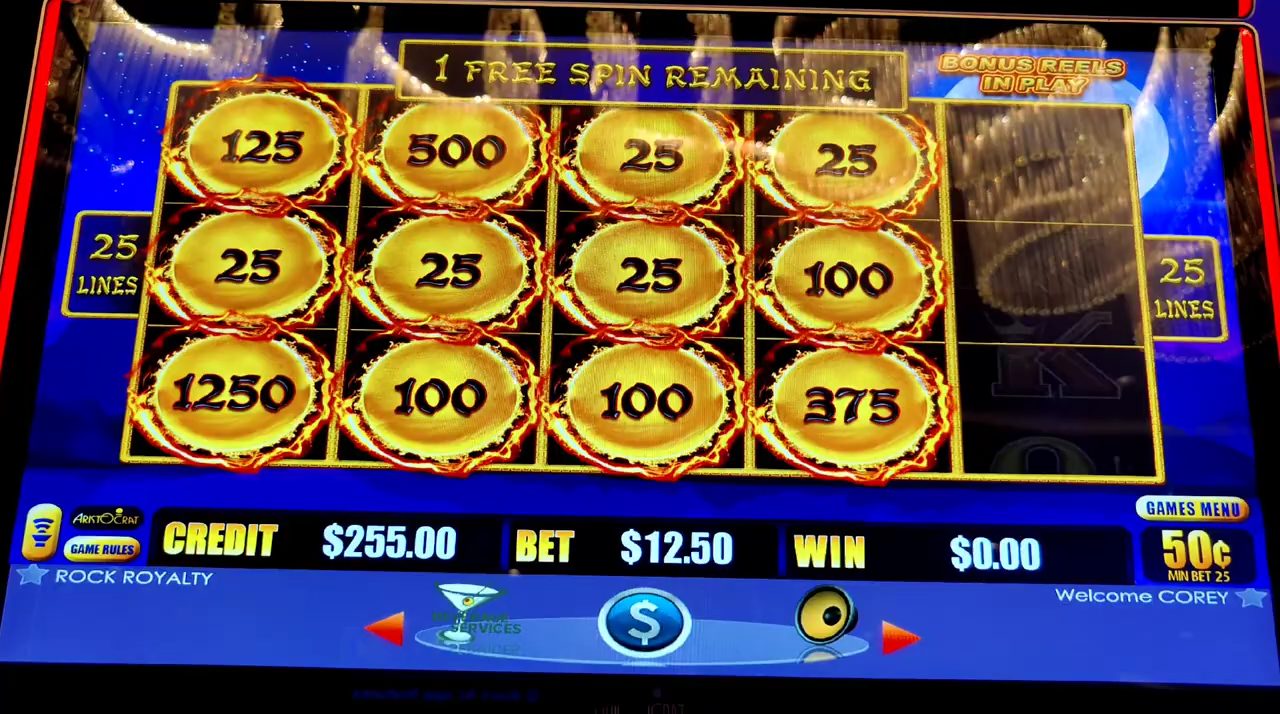 1 FREE SPIN REMAINING
BONUS REELS
IN PLAY
125 500 25 25
25
LINES
25 25 25 100
25
LINES
1250 100 100 375
K
ARISTOCRAT
GAME RULES
CREDIT $255.00 BET $12.50 WIN $0.00
GAMES MENU
50¢
MIN BET 25
ROCK ROYALTY
SERVICES
$
Welcome COREY